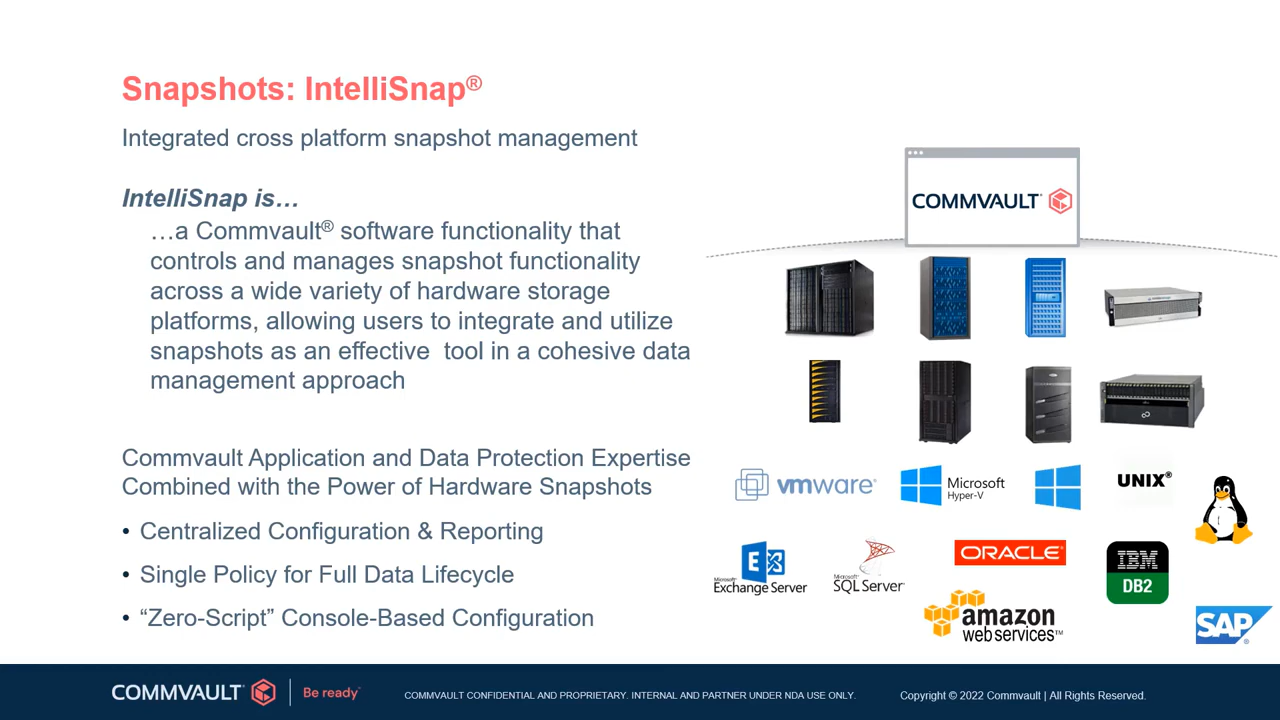 Snapshots: IntelliSnap®
Integrated cross platform snapshot management
IntelliSnap is…
…a Commvault® software functionality that
controls and manages snapshot functionality
across a wide variety of hardware storage
platforms, allowing users to integrate and utilize
snapshots as an effective tool in a cohesive data
management approach
Commvault Application and Data Protection Expertise
Combined with the Power of Hardware Snapshots
• Centralized Configuration & Reporting
• Single Policy for Full Data Lifecycle
• “Zero-Script” Console-Based Configuration
COMMVAULT
vmware®
Microsoft
Hyper-V
UNIX®
Microsoft®
Exchange Server
Microsoft®
SQL Server®
ORACLE®
IBM
DB2
amazon
web services™
SAP®
COMMVAULT
Be ready™
COMMVAULT CONFIDENTIAL AND PROPRIETARY. INTERNAL AND PARTNER UNDER NDA USE ONLY.
Copyright © 2022 Commvault | All Rights Reserved.